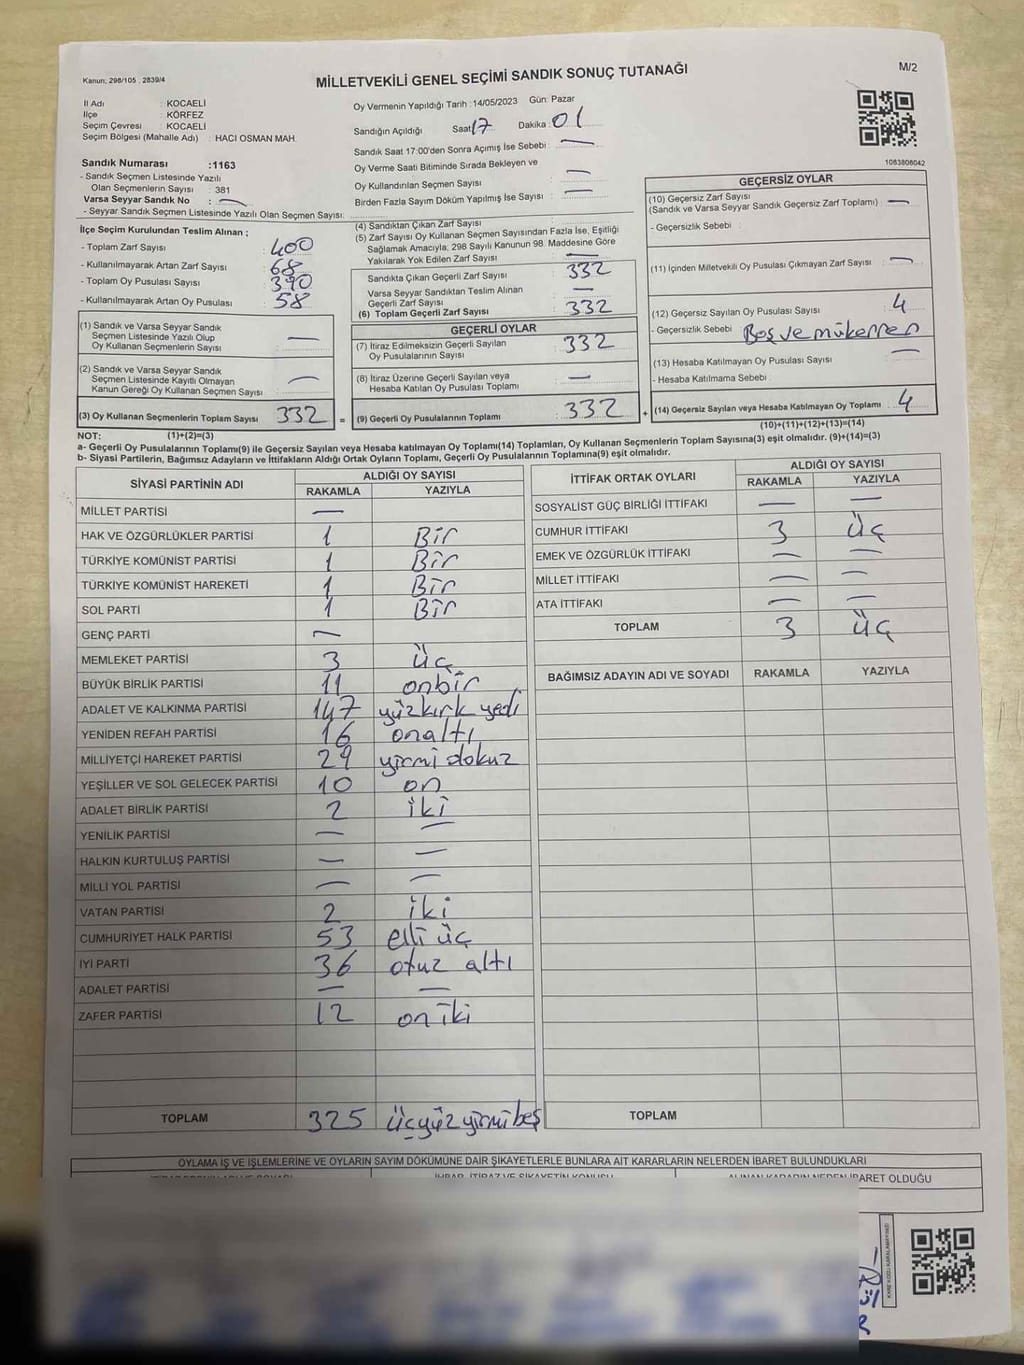 Kanun; 298/105 , 2839/4
MİLLETVEKİLİ GENEL SEÇİMİ SANDIK SONUÇ TUTANAĞI
M/2
İl Adı : KOCAELİ
İlçe : KÖRFEZ
Seçim Çevresi : KOCAELİ
Seçim Bölgesi (Mahalle Adı) : HACI OSMAN MAH.
Oy Vermenin Yapıldığı Tarih :14/05/2023 Gün: Pazar
Sandığın Açıldığı Saat 17 Dakika 01
Sandık Saat 17:00'den Sonra Açımış İse Sebebi : —
Oy Verme Saati Bitiminde Sırada Bekleyen ve
Oy Kullandırılan Seçmen Sayısı —
Birden Fazla Sayım Döküm Yapılmış İse Sayısı : —
1083808042
Sandık Numarası :1163
- Sandık Seçmen Listesinde Yazılı
Olan Seçmenlerin Sayısı : 381
Varsa Seyyar Sandık No : —
- Seyyar Sandık Seçmen Listesinde Yazılı Olan Seçmen Sayısı:
İlçe Seçim Kurulundan Teslim Alınan ;
- Toplam Zarf Sayısı : 400
- Kullanılmayarak Artan Zarf Sayısı : 68
- Toplam Oy Pusulası Sayısı : 390
- Kullanılmayarak Artan Oy Pusulası : 58
(1) Sandık ve Varsa Seyyar Sandık
Seçmen Listesinde Yazılı Olup
Oy Kullanan Seçmenlerin Sayısı : —
(2) Sandık ve Varsa Seyyar Sandık
Seçmen Listesinde Kayıtlı Olmayan
Kanun Gereği Oy Kullanan Seçmen Sayısı : —
(3) Oy Kullanan Seçmenlerin Toplam Sayısı : 332 =
(4) Sandıktan Çıkan Zarf Sayısı :
(5) Zarf Sayısı Oy Kullanan Seçmen Sayısından Fazla İse, Eşitliği
Sağlamak Amacıyla, 298 Sayılı Kanunun 98. Maddesine Göre
Yakılarak Yok Edilen Zarf Sayısı : —
Sandıkta Çıkan Geçerli Zarf Sayısı : 332
Varsa Seyyar Sandıktan Teslim Alınan
Geçerli Zarf Sayısı : —
(6) Toplam Geçerli Zarf Sayısı : 332
GEÇERLİ OYLAR
(7) İtiraz Edilmeksizin Geçerli Sayılan
Oy Pusulalarının Sayısı : 332
(8) İtiraz Üzerine Geçerli Sayılan veya
Hesaba Katılan Oy Pusulası Toplamı : —
(9) Geçerli Oy Pusulalarının Toplamı : 332 +
GEÇERSİZ OYLAR
(10) Geçersiz Zarf Sayısı
(Sandık ve Varsa Seyyar Sandık Geçersiz Zarf Toplamı) : —
- Geçersizlik Sebebi :
(11) İçinden Milletvekili Oy Pusulası Çıkmayan Zarf Sayısı : —
(12) Geçersiz Sayılan Oy Pusulası Sayısı : 4
- Geçersizlik Sebebi : Boş ve mükerrer
(13) Hesaba Katılmayan Oy Pusulası Sayısı : —
- Hesaba Katılmama Sebebi :
(14) Geçersiz Sayılan veya Hesaba Katılmayan Oy Toplamı : 4
(10)+(11)+(12)+(13)=(14)
NOT: (1)+(2)=(3)
a- Geçerli Oy Pusulalarının Toplamı(9) ile Geçersiz Sayılan veya Hesaba katılmayan Oy Toplamı(14) Toplamları, Oy Kullanan Seçmenlerin Toplam Sayısına(3) eşit olmalıdır. (9)+(14)=(3)
b- Siyasi Partilerin, Bağımsız Adayların ve İttifakların Aldığı Ortak Oyların Toplamı, Geçerli Oy Pusulalarının Toplamına(9) eşit olmalıdır.
SİYASİ PARTİNİN ADI ALDIĞI OY SAYISI
RAKAMLA YAZIYLA
MİLLET PARTİSİ —
HAK VE ÖZGÜRLÜKLER PARTİSİ 1 Bir
TÜRKİYE KOMÜNİST PARTİSİ 1 Bir
TÜRKİYE KOMÜNİST HAREKETİ 1 Bir
SOL PARTİ 1 Bir
GENÇ PARTİ —
MEMLEKET PARTİSİ 3 üç
BÜYÜK BİRLİK PARTİSİ 11 onbir
ADALET VE KALKINMA PARTİSİ 147 yüzkırk yedi
YENİDEN REFAH PARTİSİ 16 onaltı
MİLLİYETÇİ HAREKET PARTİSİ 29 yirmi dokuz
YEŞİLLER VE SOL GELECEK PARTİSİ 10 on
ADALET BİRLİK PARTİSİ 2 iki
YENİLİK PARTİSİ — —
HALKIN KURTULUŞ PARTİSİ — —
MİLLİ YOL PARTİSİ — —
VATAN PARTİSİ 2 iki
CUMHURİYET HALK PARTİSİ 53 elli üç
İYİ PARTİ 36 otuz altı
ADALET PARTİSİ — —
ZAFER PARTİSİ 12 oniki
TOPLAM 325 üçyüzyirmibeş
İTTİFAK ORTAK OYLARI ALDIĞI OY SAYISI
RAKAMLA YAZIYLA
SOSYALİST GÜÇ BİRLİĞİ İTTİFAKI — —
CUMHUR İTTİFAKI 3 üç
EMEK VE ÖZGÜRLÜK İTTİFAKI — —
MİLLET İTTİFAKI — —
ATA İTTİFAKI — —
TOPLAM 3 üç
BAĞIMSIZ ADAYIN ADI VE SOYADI RAKAMLA YAZIYLA
TOPLAM
OYLAMA İŞ VE İŞLEMLERİNE VE OYLARIN SAYIM DÖKÜMÜNE DAİR ŞİKAYETLERLE BUNLARA AİT KARARLARIN NELERDEN İBARET BULUNDUKLARI
İHBAR, İTİRAZ VE ŞİKAYETİN KONUSU ALINAN KARARIN NEDEN İBARET OLDUĞU